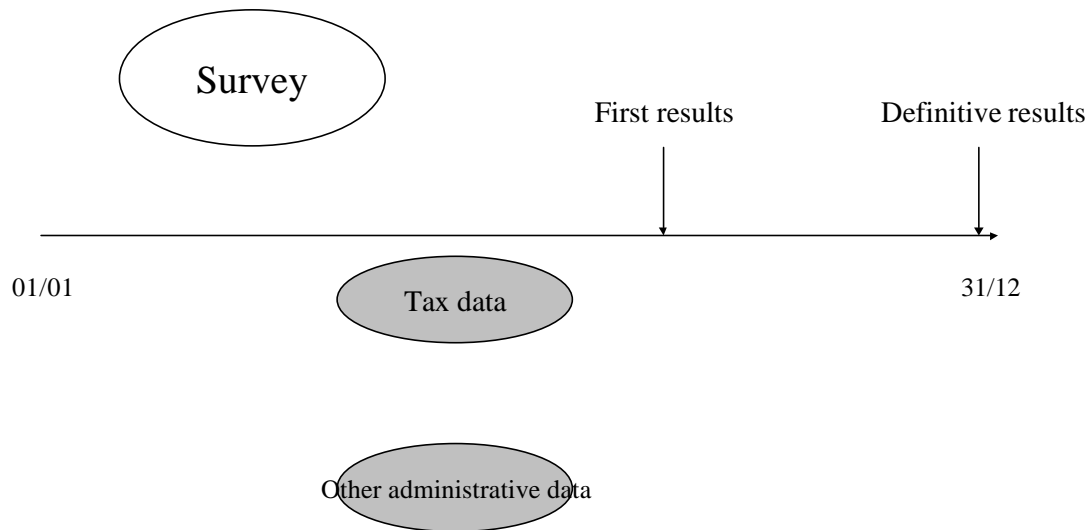 Survey
First results
Definitive results
01/01
31/12
Tax data
Other administrative data